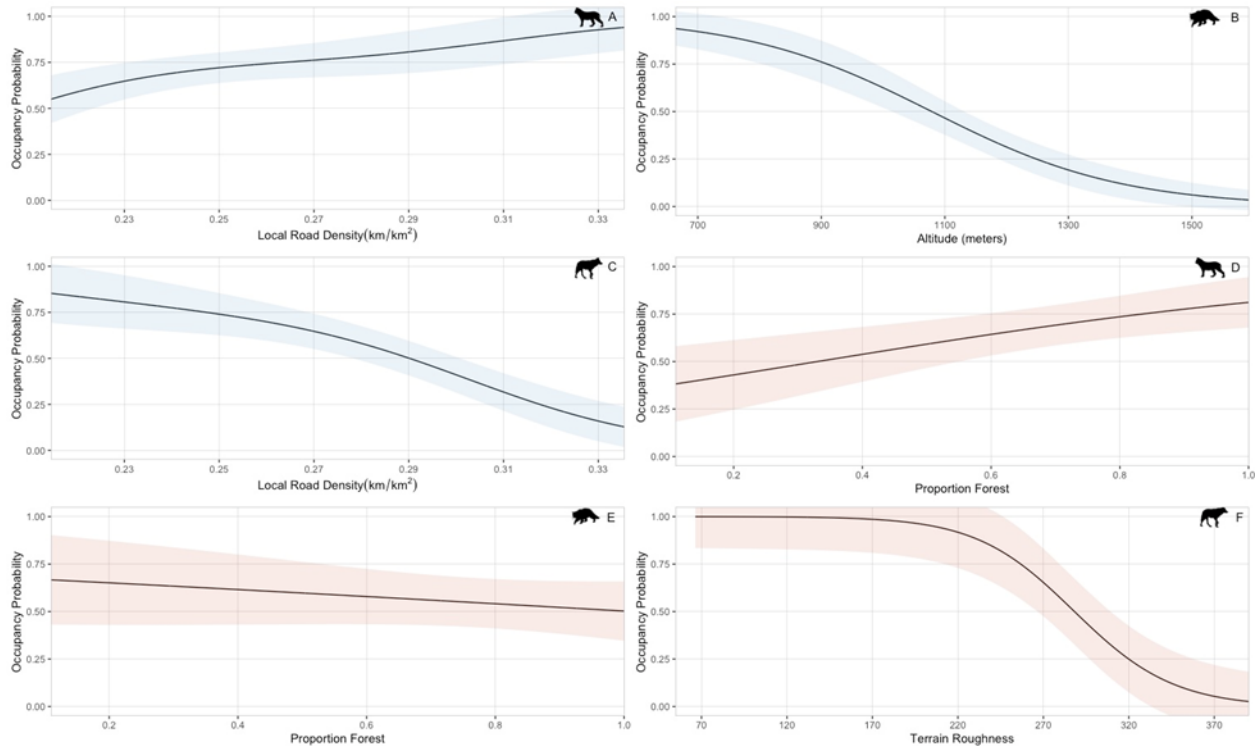 A
Occupancy Probability
1.00
0.75
0.50
0.25
0.00
0.23 0.25 0.27 0.29 0.31 0.33
Local Road Density(km/km²)
B
Occupancy Probability
1.00
0.75
0.50
0.25
0.00
700 900 1100 1300 1500
Altitude (meters)
C
Occupancy Probability
1.00
0.75
0.50
0.25
0.00
0.23 0.25 0.27 0.29 0.31 0.33
Local Road Density(km/km²)
D
Occupancy Probability
1.00
0.75
0.50
0.25
0.00
0.2 0.4 0.6 0.8 1.0
Proportion Forest
E
Occupancy Probability
1.00
0.75
0.50
0.25
0.00
0.2 0.4 0.6 0.8 1.0
Proportion Forest
F
Occupancy Probability
1.00
0.75
0.50
0.25
0.00
70 120 170 220 270 320 370
Terrain Roughness